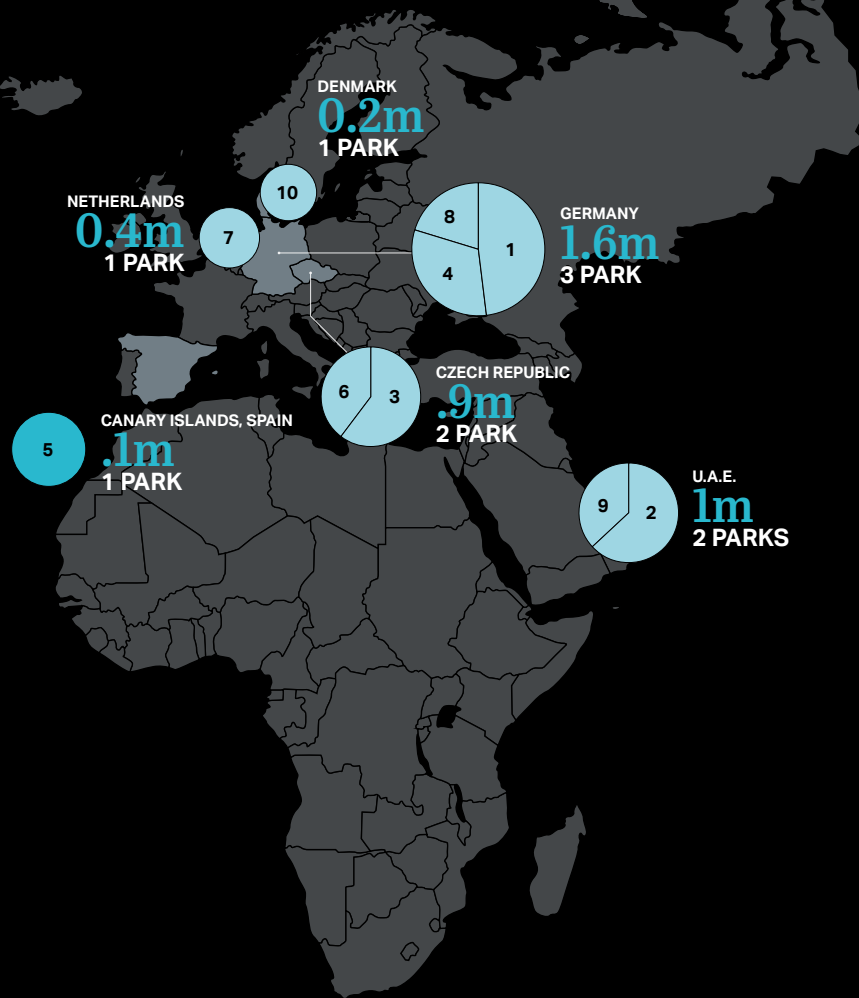 DENMARK
0.2m
1 PARK
10
NETHERLANDS
0.4m
1 PARK
7
8
1
4
GERMANY
1.6m
3 PARK
6
3
CZECH REPUBLIC
.9m
2 PARK
5
CANARY ISLANDS, SPAIN
.1m
1 PARK
9
2
U.A.E.
1m
2 PARKS